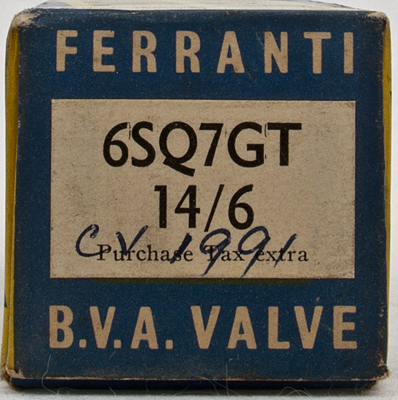 FERRANTI
6SQ7GT
14/6
CV 1991
Purchase Tax extra
B.V.A. VALVE